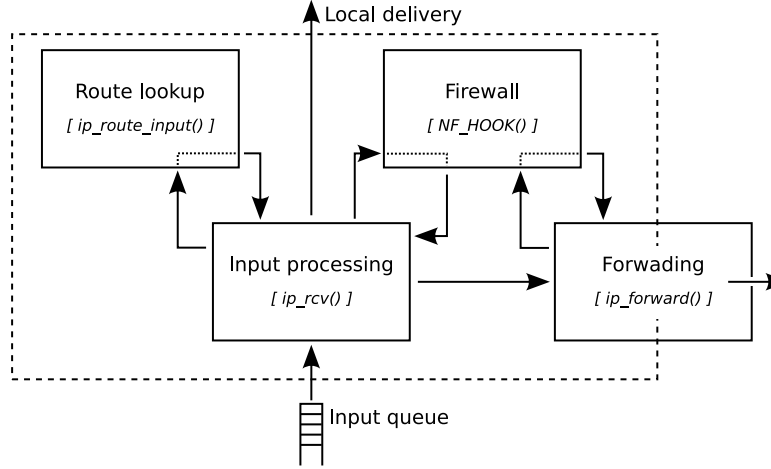 Local delivery
Route lookup
[ ip_route_input() ]
Firewall
[ NF_HOOK() ]
Input processing
[ ip_rcv() ]
Forwading
[ ip_forward() ]
Input queue